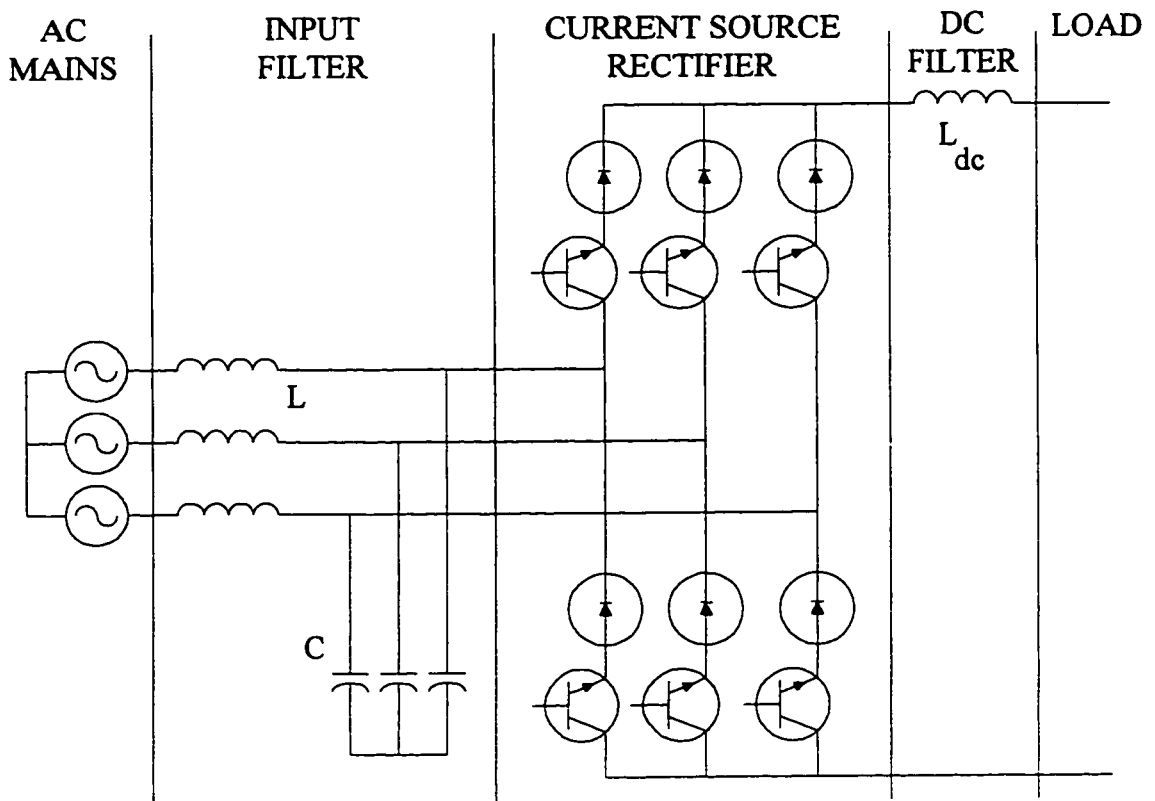 AC
MAINS
INPUT
FILTER
CURRENT SOURCE
RECTIFIER
DC
FILTER
LOAD
L
dc
L
C